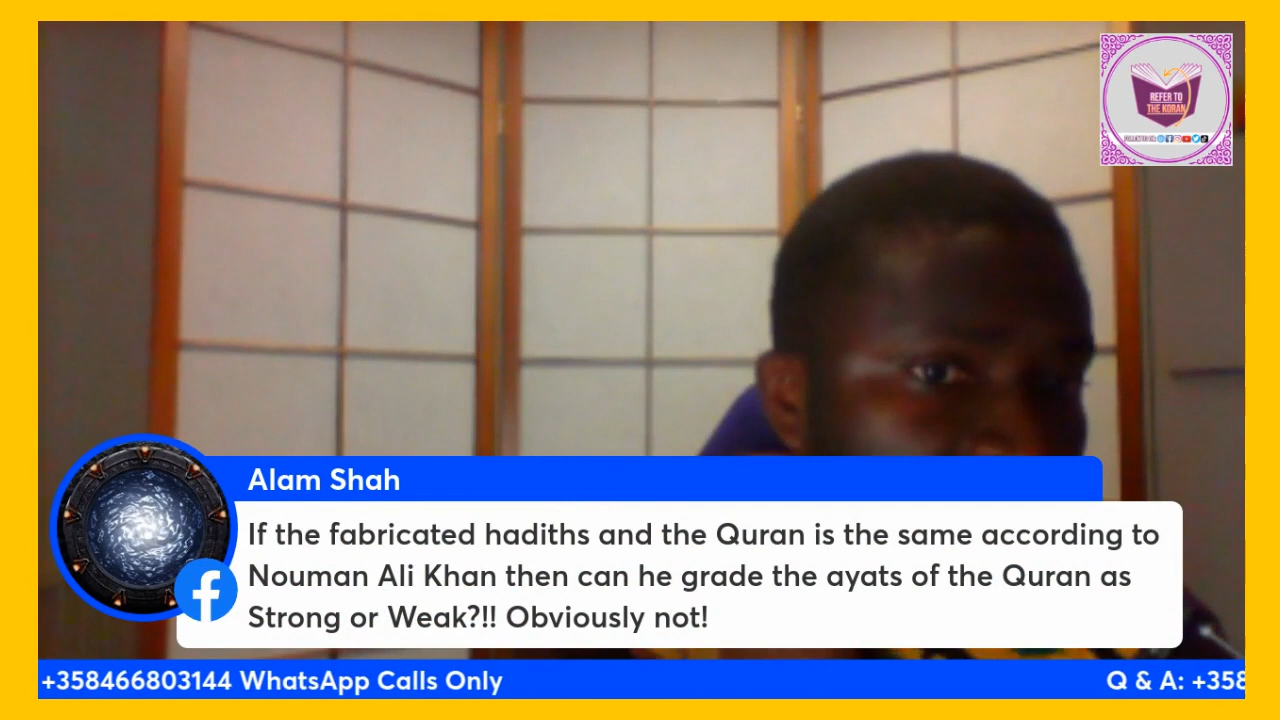 REFER TO
THE KORAN
Alam Shah
If the fabricated hadiths and the Quran is the same according to
Nouman Ali Khan then can he grade the ayats of the Quran as
Strong or Weak?!! Obviously not!
+358466803144 WhatsApp Calls Only
Q & A: +358